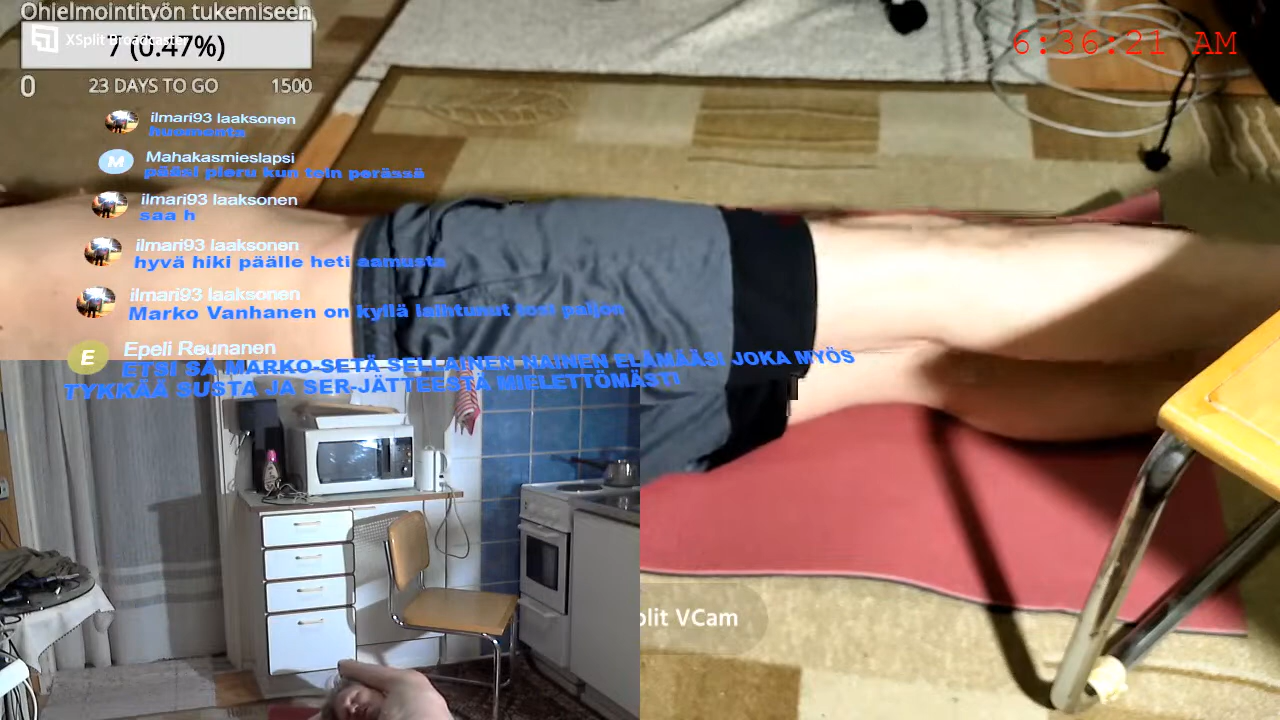 Ohjelmointityön tukemiseen
XSplit Broadcaster
7 (0.47%)
0 23 DAYS TO GO 1500
6:36:21 AM
ilmari93 laaksonen
huomenta
Mahakasmieslapsi
pääsi pieru kun tein perässä
ilmari93 laaksonen
saa h
ilmari93 laaksonen
hyvä hiki päälle heti aamusta
ilmari93 laaksonen
Marko Vanhanen on kyllä laihtunut tosi paljon
Epeli Reunanen
ETSI SÄ MARKO-SETÄ SELLAINEN NAINEN ELÄMÄÄSI JOKA MYÖS
TYKKÄÄ SUSTA JA SER-JÄTTEESTÄ MIELETTÖMÄSTI
M
E
plit VCam